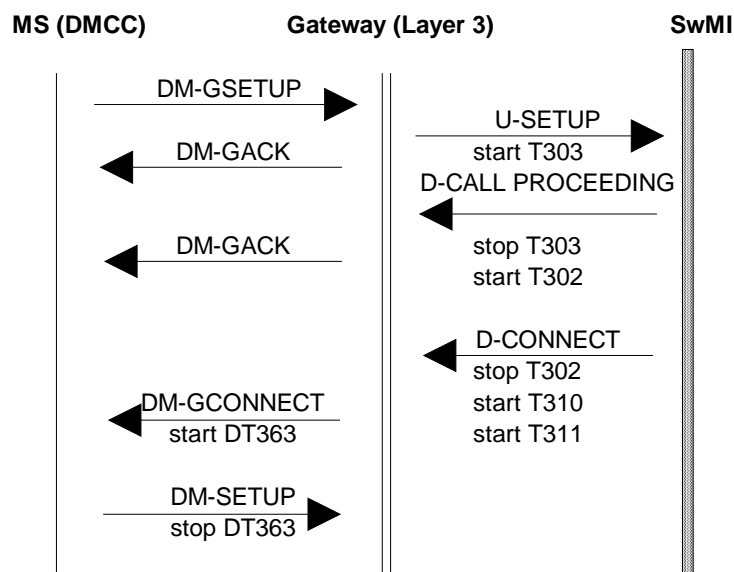 MS (DMCC) Gateway (Layer 3) SwMI
DM-GSETUP
U-SETUP
start T303
DM-GACK
D-CALL PROCEEDING
DM-GACK
stop T303
start T302
D-CONNECT
stop T302
DM-GCONNECT
start T310
start DT363
start T311
DM-SETUP
stop DT363